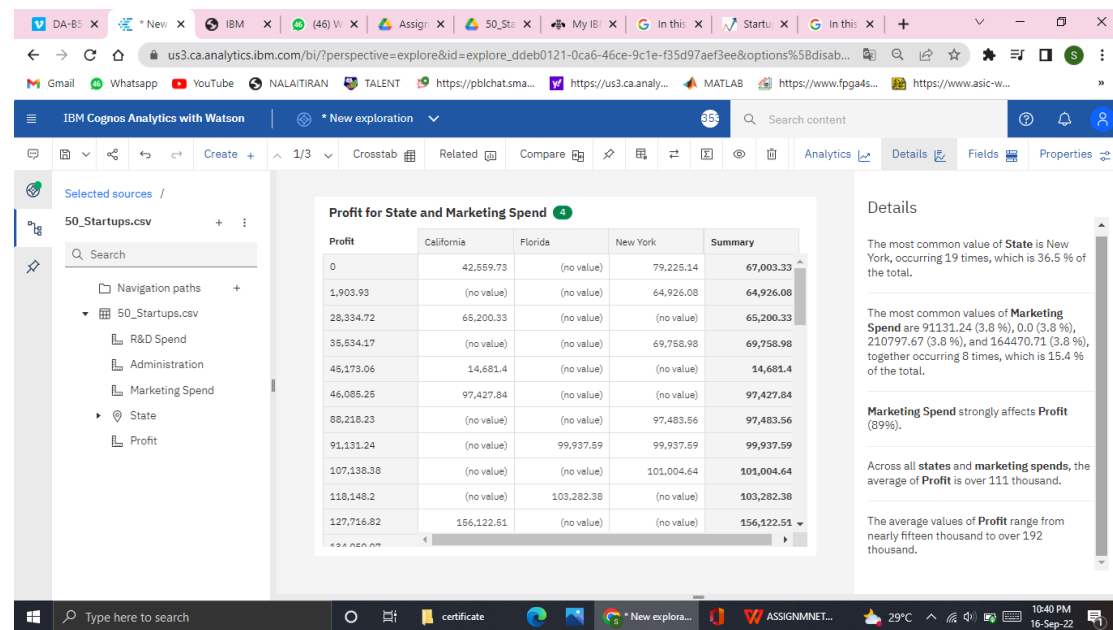 DA-B5
* New
IBM
(46) W
Assign
50_Sta
My IB
In this
Startu
In this
us3.ca.analytics.ibm.com/bi/?perspective=explore&id=explore_ddeb0121-0ca6-46ce-9c1e-f35d97aef3ee&options%5Bdisab...
S
Gmail
Whatsapp
YouTube
NALAITIRAN
TALENT
https://pblchat.sma...
https://us3.ca.analy...
MATLAB
https://www.fpga4s...
https://www.asic-w...
»
IBM Cognos Analytics with Watson
* New exploration
353
Search content
Create +
1/3
Crosstab
Related
Compare
Analytics
Details
Fields
Properties
Selected sources /
50_Startups.csv
Search
Navigation paths +
50_Startups.csv
R&D Spend
Administration
Marketing Spend
State
Profit
Profit for State and Marketing Spend 4
Profit California Florida New York Summary
0 42,559.73 (no value) 79,225.14 67,003.33
1,903.93 (no value) (no value) 64,926.08 64,926.08
28,334.72 65,200.33 (no value) (no value) 65,200.33
35,534.17 (no value) (no value) 69,758.98 69,758.98
45,173.06 14,681.4 (no value) (no value) 14,681.4
46,085.25 97,427.84 (no value) (no value) 97,427.84
88,218.23 (no value) (no value) 97,483.56 97,483.56
91,131.24 (no value) 99,937.59 99,937.59 99,937.59
107,138.38 (no value) (no value) 101,004.64 101,004.64
118,148.2 (no value) 103,282.38 (no value) 103,282.38
127,716.82 156,122.51 (no value) (no value) 156,122.51
Details
The most common value of State is New
York, occurring 19 times, which is 36.5 % of
the total.
The most common values of Marketing
Spend are 91131.24 (3.8 %), 0.0 (3.8 %),
210797.67 (3.8 %), and 164470.71 (3.8 %),
together occurring 8 times, which is 15.4 %
of the total.
Marketing Spend strongly affects Profit
(89%).
Across all states and marketing spends, the
average of Profit is over 111 thousand.
The average values of Profit range from
nearly fifteen thousand to over 192
thousand.
Type here to search
certificate
* New explora...
ASSIGNMNET...
29°C
10:40 PM
16-Sep-22